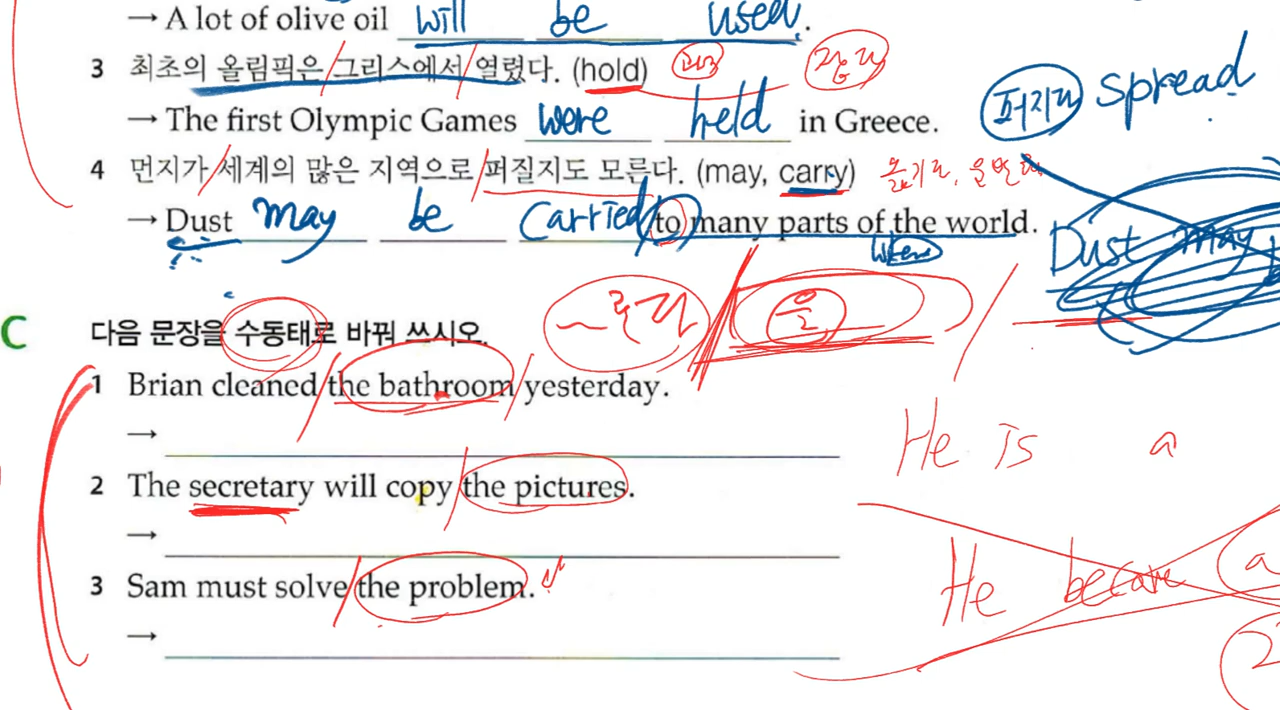 → A lot of olive oil will be used.
3 최초의 올림픽은/그리스에서/열렸다. (hold) 과거
→ The first Olympic Games were held in Greece.
퍼지다 spread
4 먼지가/세계의 많은 지역으로/퍼질지도 모른다. (may, carry) 옮기다, 운반하다
→ Dust may be carried/to many parts of the world.
Dust may
C 다음 문장을 수동태로 바꿔 쓰시오.
을
1 Brian cleaned/the bathroom/yesterday.
→
He is a
2 The secretary will copy/the pictures.
→
He became a
3 Sam must solve/the problem.
→